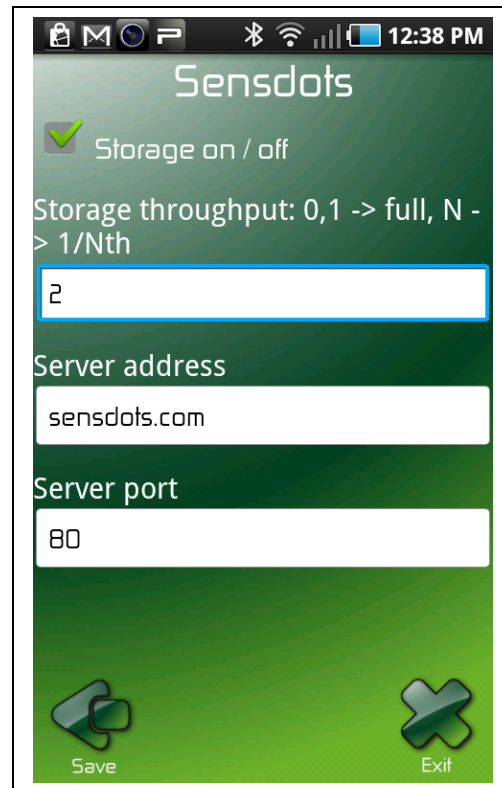 12:38 PM
Sensdots
Storage on / off
Storage throughput: 0,1 -> full, N -
> 1/Nth
2
Server address
sensdots.com
Server port
80
Save
Exit